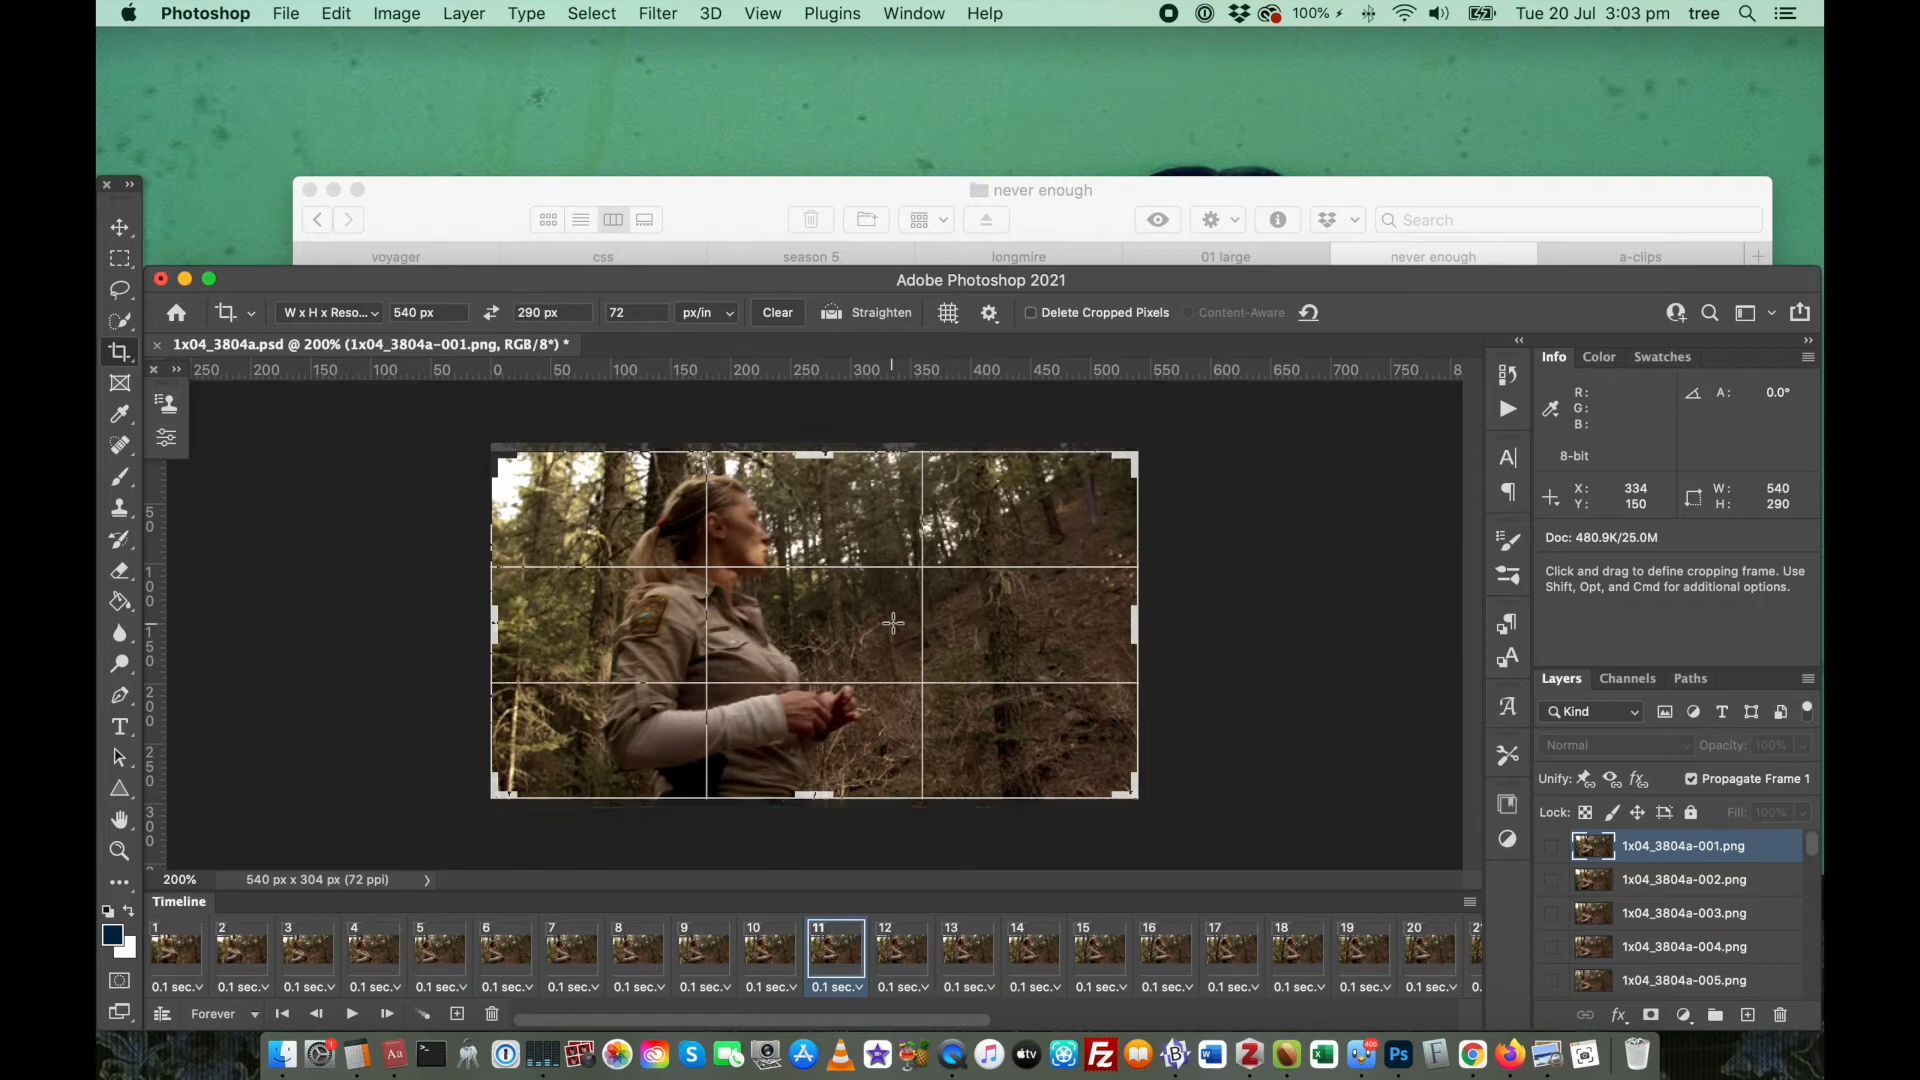 Photoshop File Edit Image Layer Type Select Filter 3D View Plugins Window Help 100% Tue 20 Jul 3:03 pm tree
never enough
Search
voyager css season 5 longmire 01 large never enough a-clips
Adobe Photoshop 2021
W x H x Reso... 540 px 290 px 72 px/in Clear Straighten Delete Cropped Pixels Content-Aware
1x04_3804a.psd @ 200% (1x04_3804a-001.png, RGB/8*) *
250 200 150 100 50 0 50 100 150 200 250 300 350 400 450 500 550 600 650 700 750 8
50
100
150
200
250
300
Info Color Swatches
R:
G:
B:
A: 0.0°
8-bit
X: 334
Y: 150
W: 540
H: 290
Doc: 480.9K/25.0M
Click and drag to define cropping frame. Use
Shift, Opt, and Cmd for additional options.
Layers Channels Paths
Kind
Normal Opacity: 100%
Unify: Propagate Frame 1
Lock: Fill: 100%
1x04_3804a-001.png
1x04_3804a-002.png
1x04_3804a-003.png
1x04_3804a-004.png
1x04_3804a-005.png
200% 540 px x 304 px (72 ppi)
Timeline
1 2 3 4 5 6 7 8 9 10 11 12 13 14 15 16 17 18 19 20 21
0.1 sec. 0.1 sec. 0.1 sec. 0.1 sec. 0.1 sec. 0.1 sec. 0.1 sec. 0.1 sec. 0.1 sec. 0.1 sec. 0.1 sec. 0.1 sec. 0.1 sec. 0.1 sec. 0.1 sec. 0.1 sec. 0.1 sec. 0.1 sec. 0.1 sec. 0.1 sec.
Forever